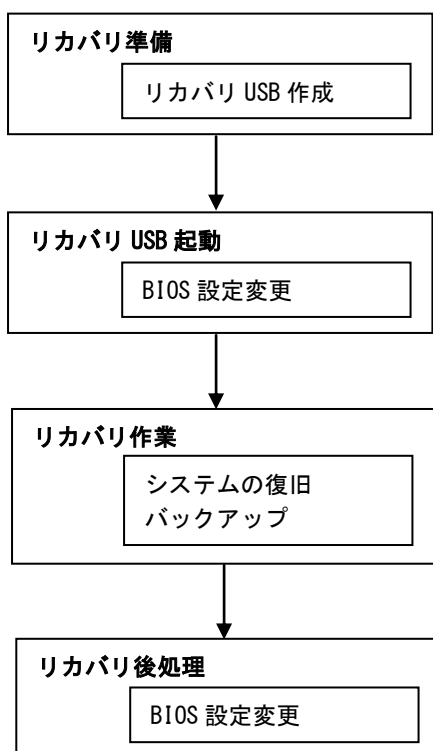 リカバリ準備
リカバリ USB 作成
リカバリ USB 起動
BIOS 設定変更
リカバリ作業
システムの復旧
バックアップ
リカバリ後処理
BIOS 設定変更